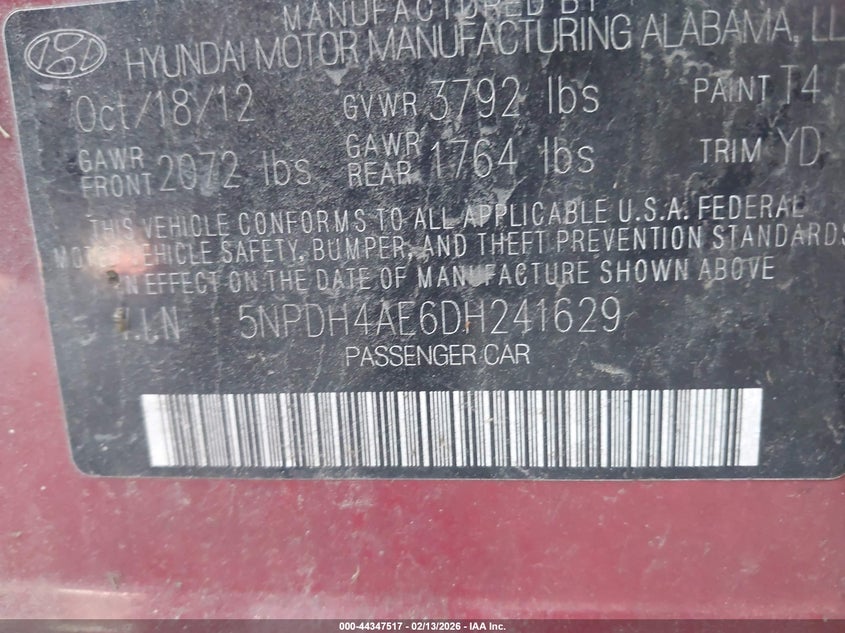 MANUFACTURED BY
HYUNDAI MOTOR MANUFACTURING ALABAMA, LL
Oct/18/12 GVWR 3792 lbs PAINT T4
GAWR FRONT 2072 lbs GAWR REAR 1764 lbs TRIM YD
THIS VEHICLE CONFORMS TO ALL APPLICABLE U.S.A. FEDERAL
MOTOR VEHICLE SAFETY, BUMPER, AND THEFT PREVENTION STANDARDS
IN EFFECT ON THE DATE OF MANUFACTURE SHOWN ABOVE
V.I.N 5NPDH4AE6DH241629
PASSENGER CAR
000-44347517 - 02/13/2026 - IAA Inc.